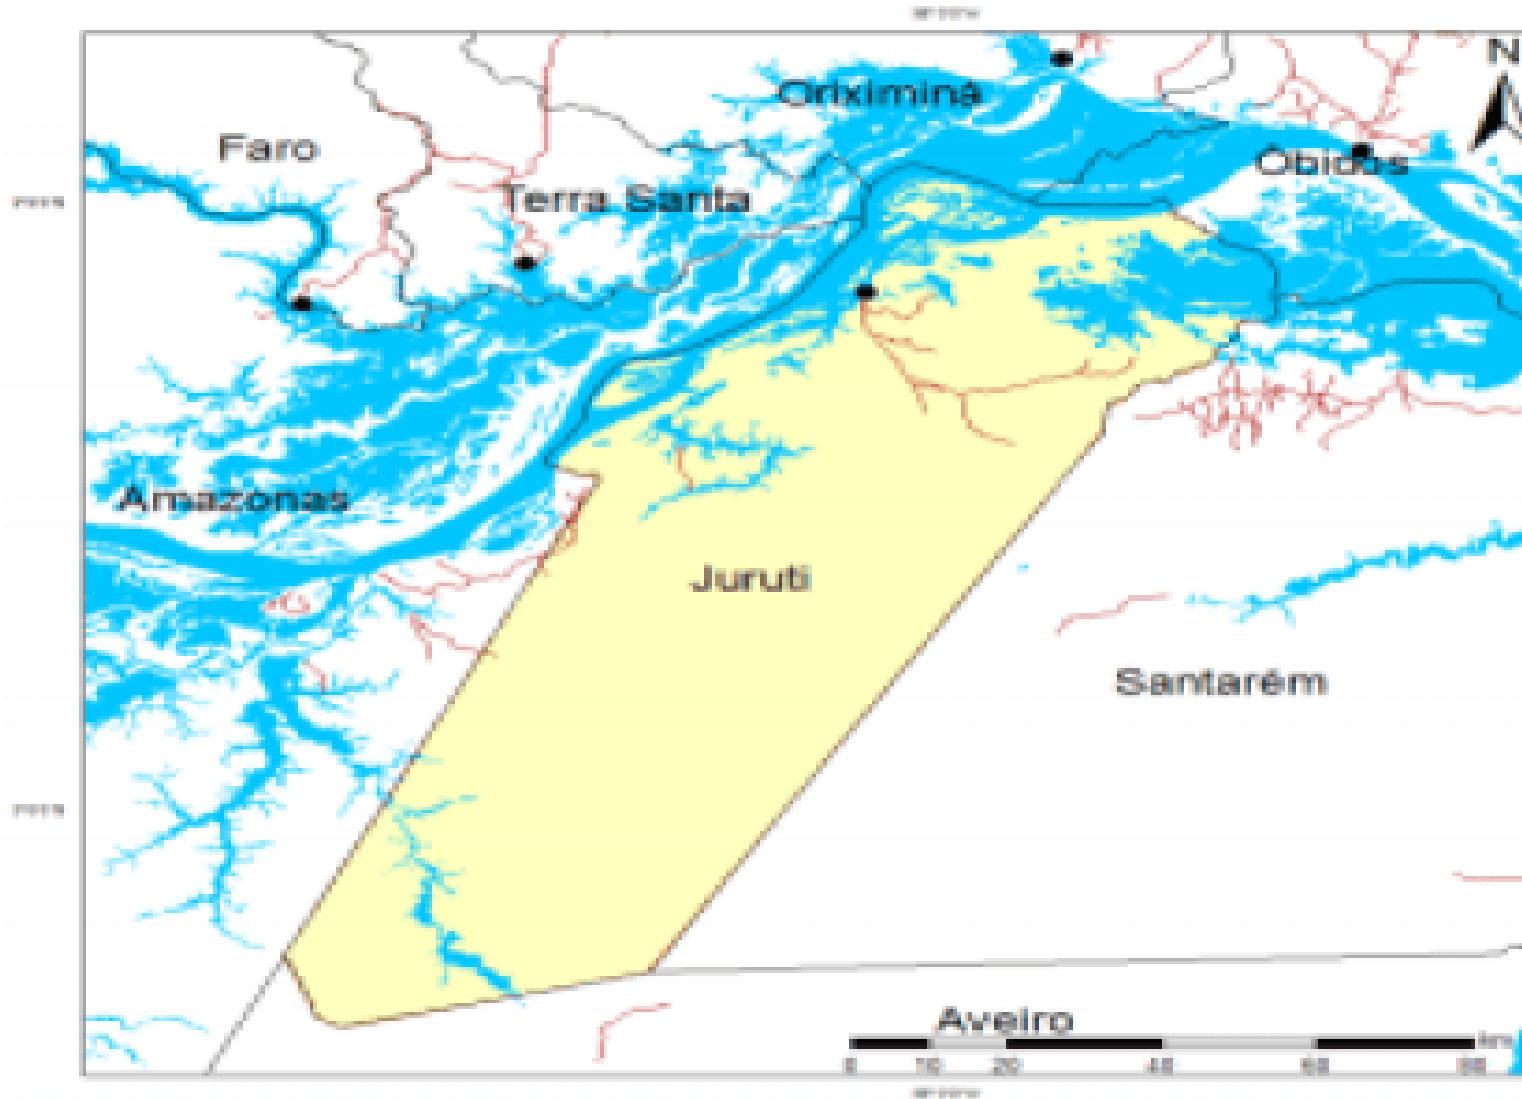 N
Oriximiná
Faro
Óbidos
Terra Santa
Amazonas
Juruti
Santarém
Aveiro
km
0 10 20 40 60 80